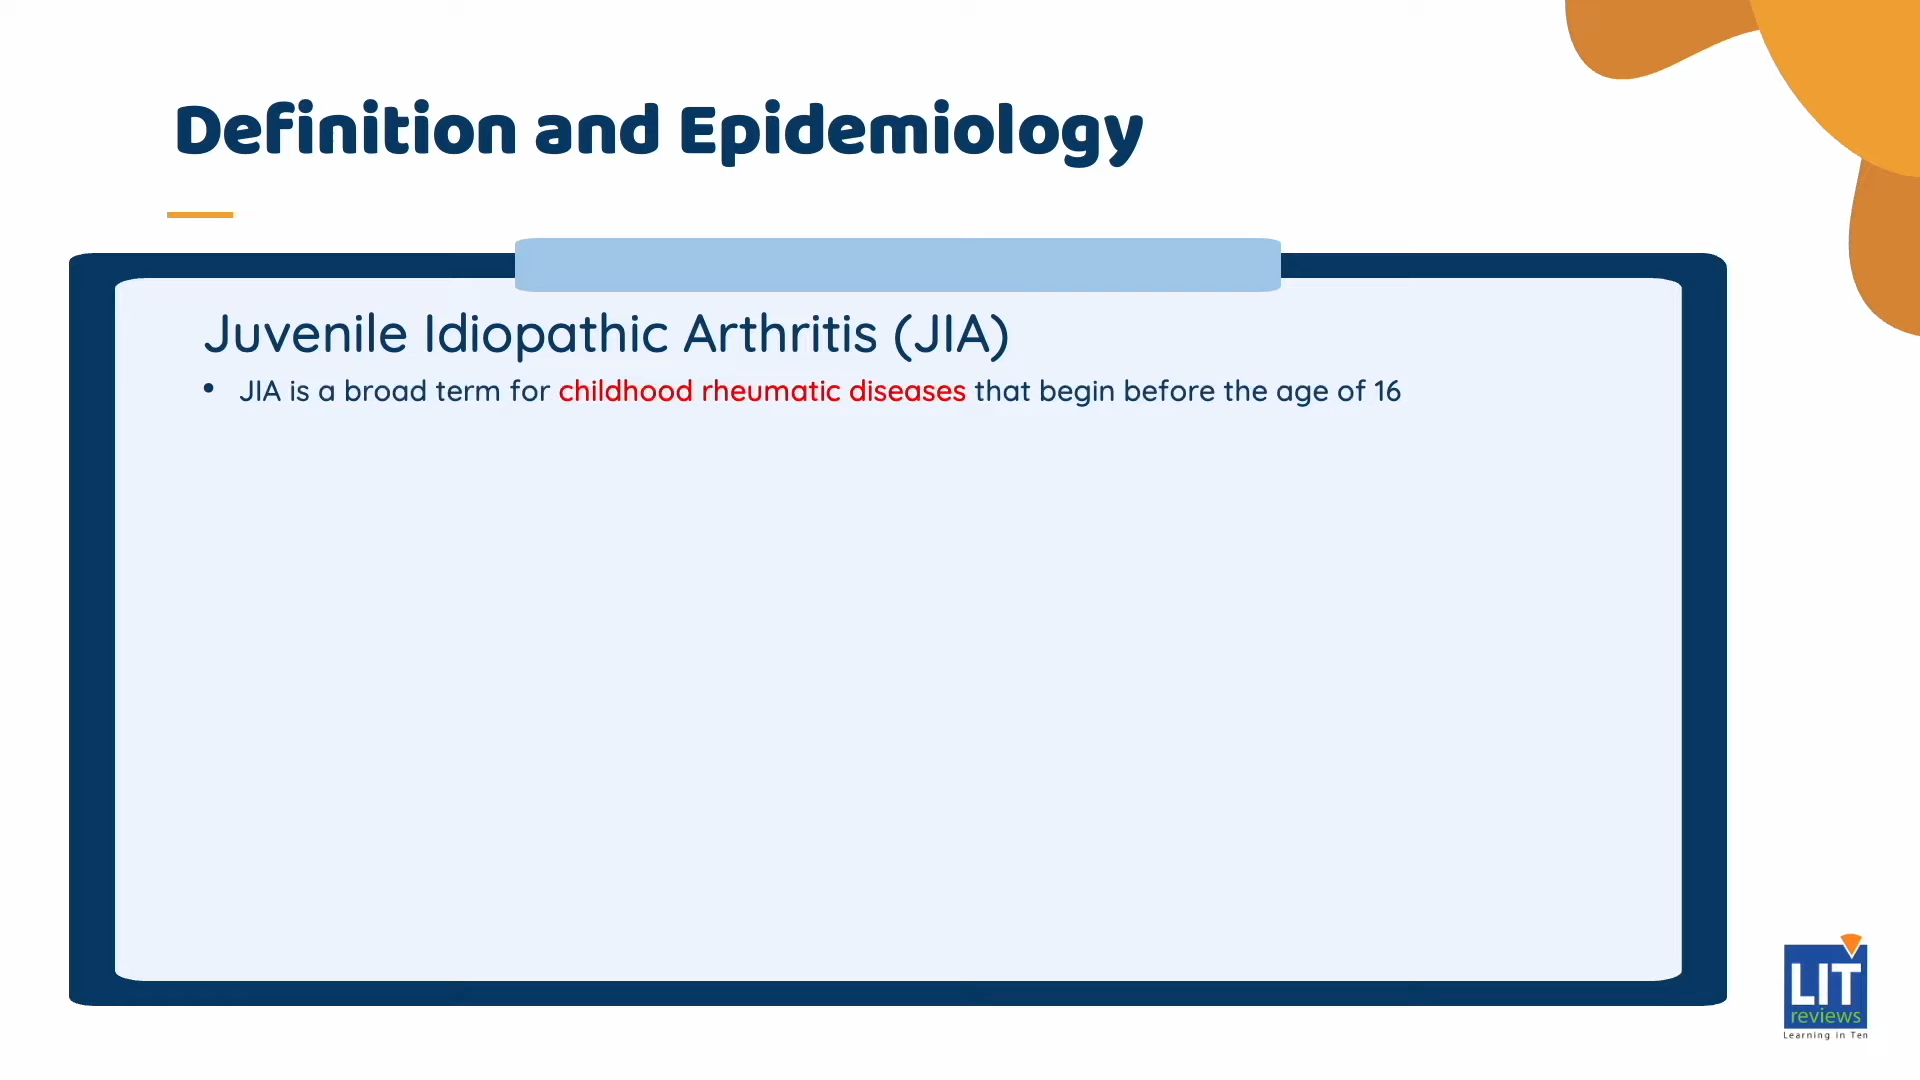 Definition and Epidemiology
Juvenile Idiopathic Arthritis (JIA)
• JIA is a broad term for childhood rheumatic diseases that begin before the age of 16
LIT
reviews
Learning in Ten